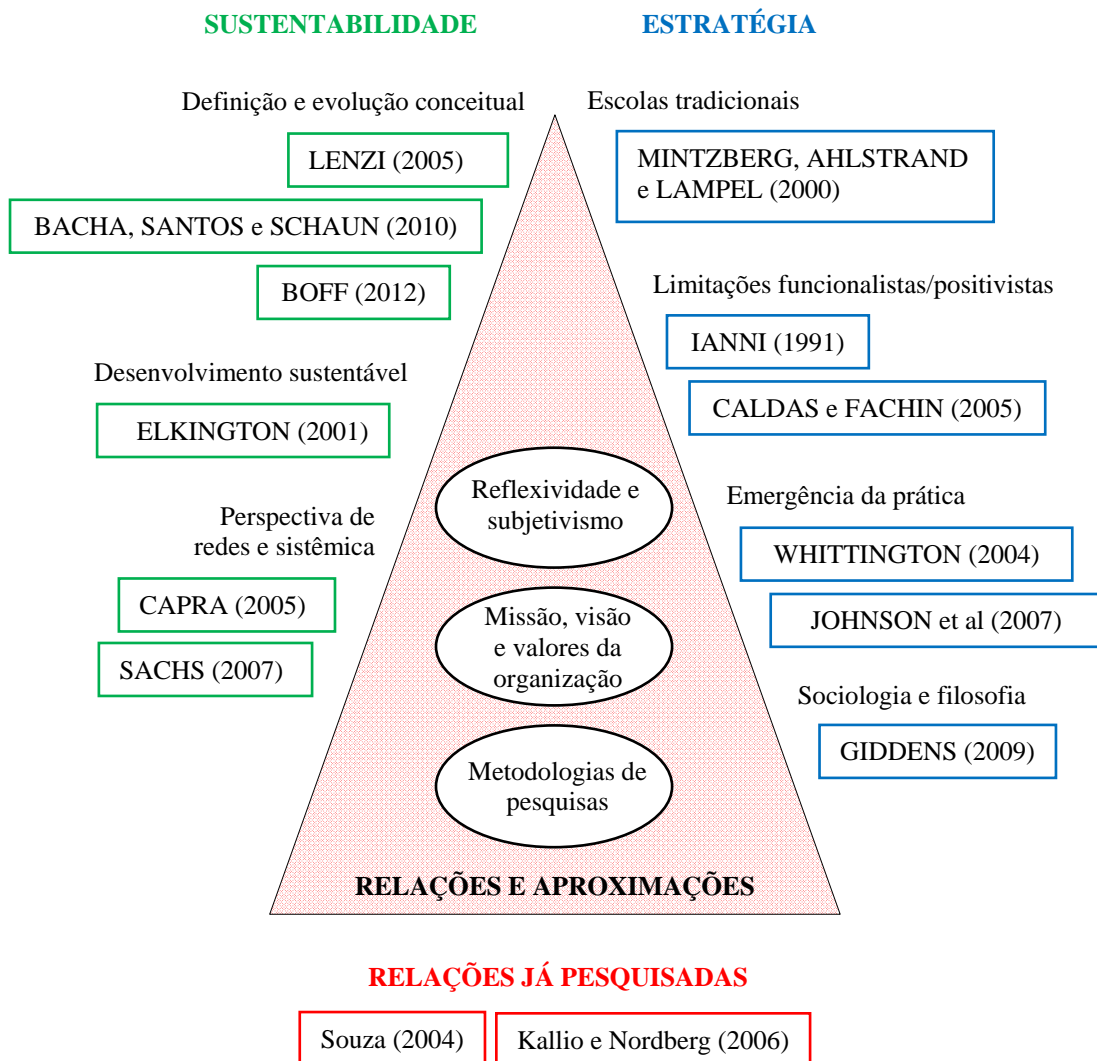 SUSTENTABILIDADE
Definição e evolução conceitual
LENZI (2005)
BACHA, SANTOS e SCHAUN (2010)
BOFF (2012)
Desenvolvimento sustentável
ELKINGTON (2001)
Perspectiva de
redes e sistêmica
CAPRA (2005)
SACHS (2007)
ESTRATÉGIA
Escolas tradicionais
MINTZBERG, AHLSTRAND
e LAMPEL (2000)
Limitações funcionalistas/positivistas
IANNI (1991)
CALDAS e FACHIN (2005)
Emergência da prática
WHITTINGTON (2004)
JOHNSON et al (2007)
Sociologia e filosofia
GIDDENS (2009)
Reflexividade e
subjetivismo
Missão, visão
e valores da
organização
Metodologias de
pesquisas
RELAÇÕES E APROXIMAÇÕES
RELAÇÕES JÁ PESQUISADAS
Souza (2004)
Kallio e Nordberg (2006)